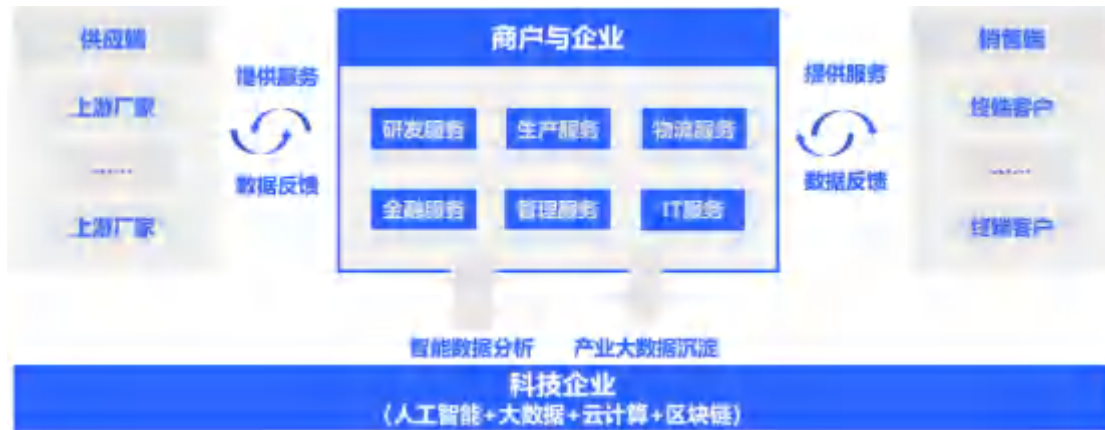 供应端
上游厂家
......
上游厂家
提供服务
数据反馈
商户与企业
研发服务
生产服务
物流服务
金融服务
管理服务
IT服务
提供服务
数据反馈
销售端
终端客户
......
终端客户
智能数据分析
产业大数据沉淀
科技企业
（人工智能+大数据+云计算+区块链）